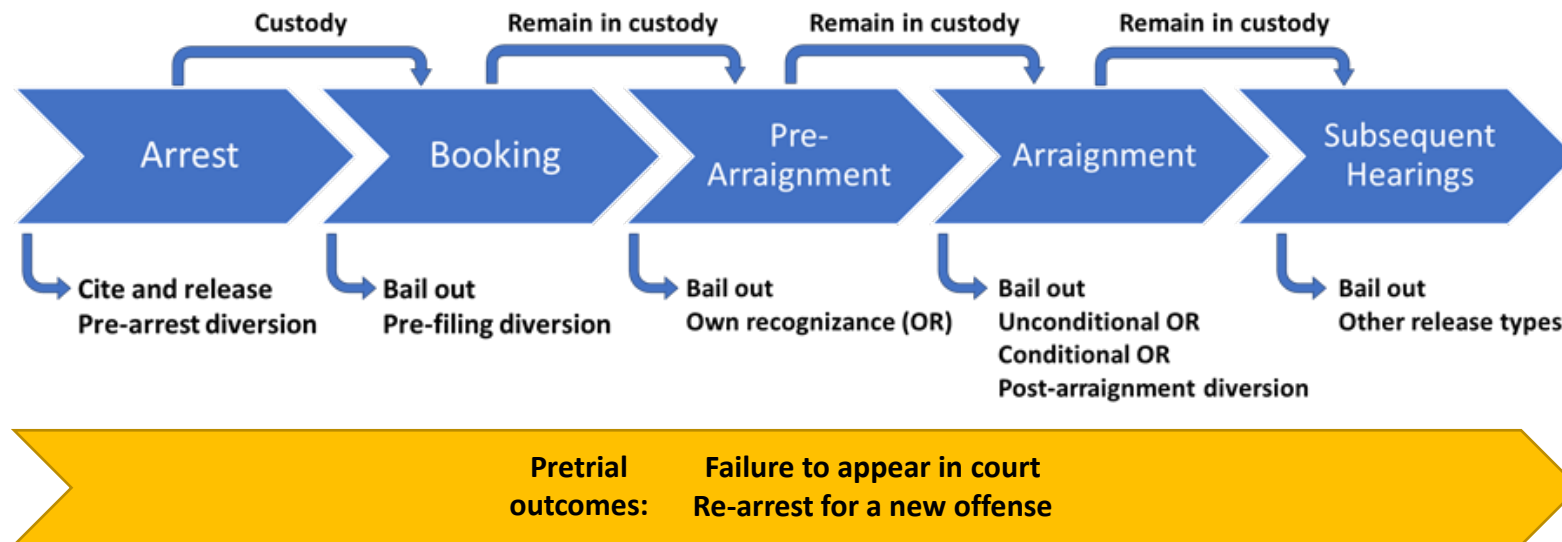 Custody
Remain in custody
Remain in custody
Remain in custody
Arrest
Booking
Pre-
Arraignment
Arraignment
Subsequent
Hearings
Cite and release
Pre-arrest diversion
Bail out
Pre-filing diversion
Bail out
Own recognizance (OR)
Bail out
Unconditional OR
Conditional OR
Post-arraignment diversion
Bail out
Other release types
Pretrial
outcomes:
Failure to appear in court
Re-arrest for a new offense